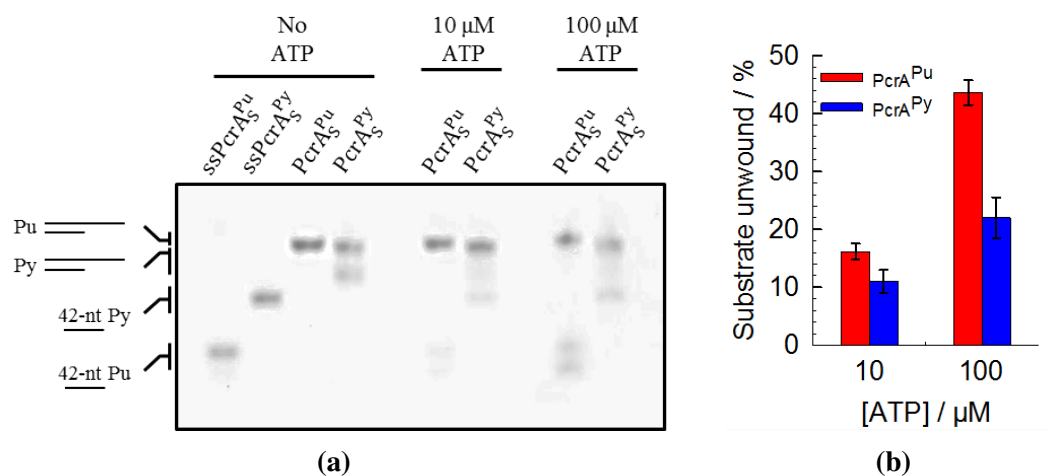 No
ATP
10 µM
ATP
100 µM
ATP
ssPcrA_S^Pu
ssPcrA_S^Py
PcrA_S^Pu
PcrA_S^Py
PcrA_S^Pu
PcrA_S^Py
PcrA_S^Pu
PcrA_S^Py
Pu
Py
42-nt Py
42-nt Pu
(a)
PcrA^Pu
PcrA^Py
Substrate unwound / %
50
40
30
20
10
0
10
100
[ATP] / µM
(b)